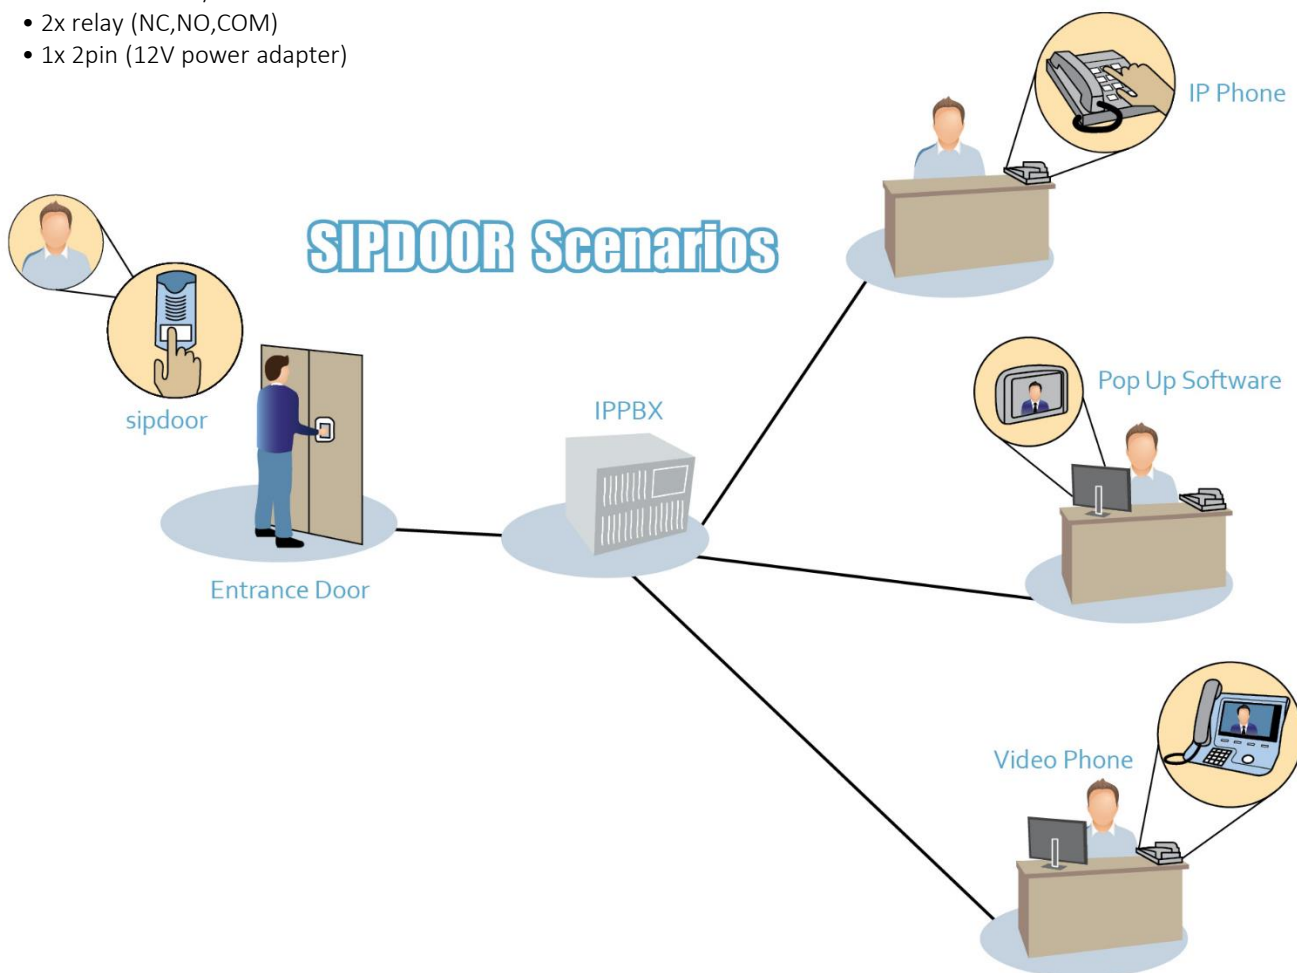 • 2x relay (NC,NO,COM)
• 1x 2pin (12V power adapter)
IP Phone
SIPDOOR Scenarios
Pop Up Software
sipdoor
IPPBX
Entrance Door
Video Phone